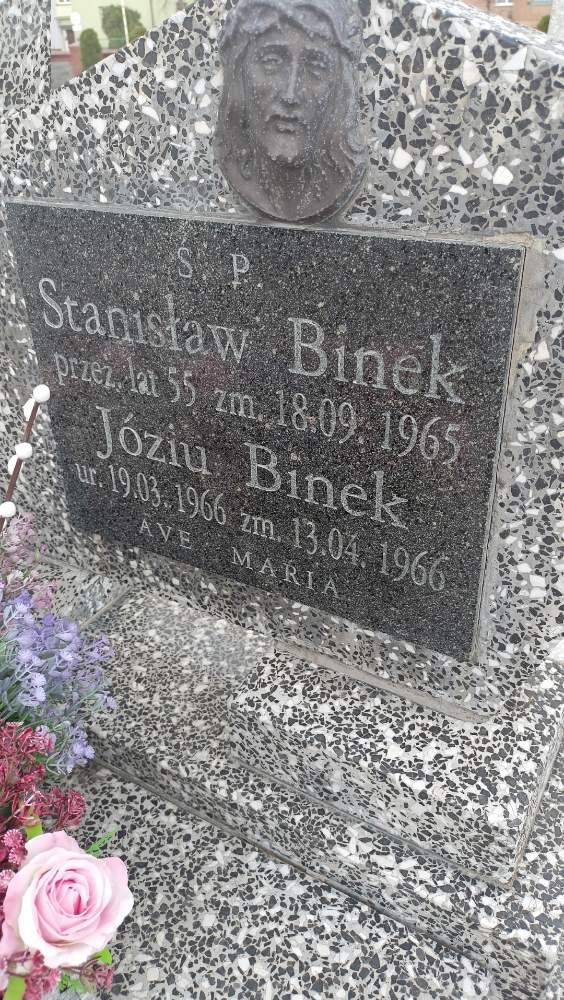 Ś P
Stanisław Binek
przeż. lat 55 zm. 18.09. 1965
Józiu Binek
ur. 19.03. 1966 zm. 13.04. 1966
AVE MARIA